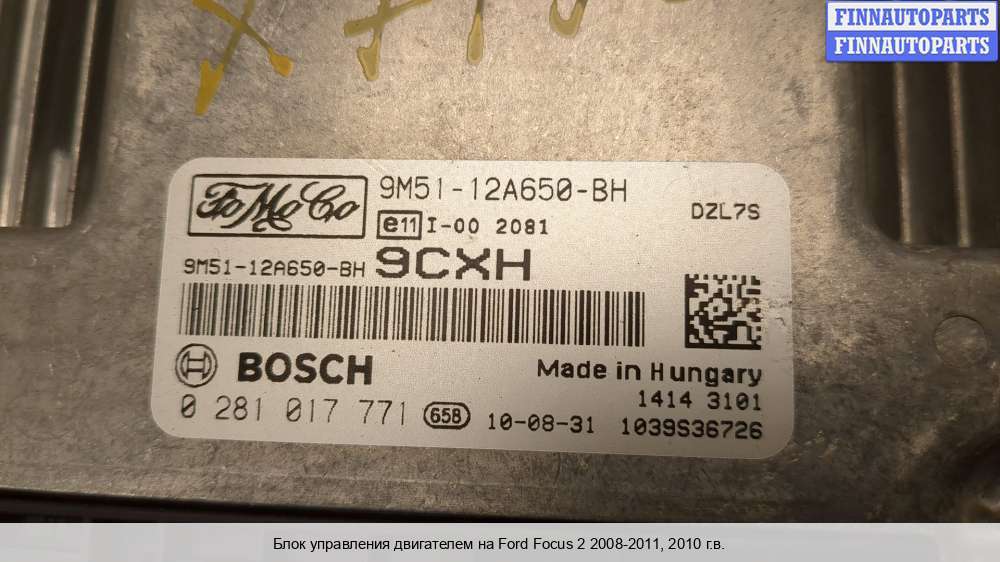 FINNAUTOPARTS
FINNAUTOPARTS
FoMoCo
9M51-12A650-BH
DZL7S
e11 I-00 2081
9M51-12A650-BH 9CXH
BOSCH
Made in Hungary
0 281 017 771 65B
1414 3101
10-08-31 1039S36726
Блок управления двигателем на Ford Focus 2 2008-2011, 2010 г.в.